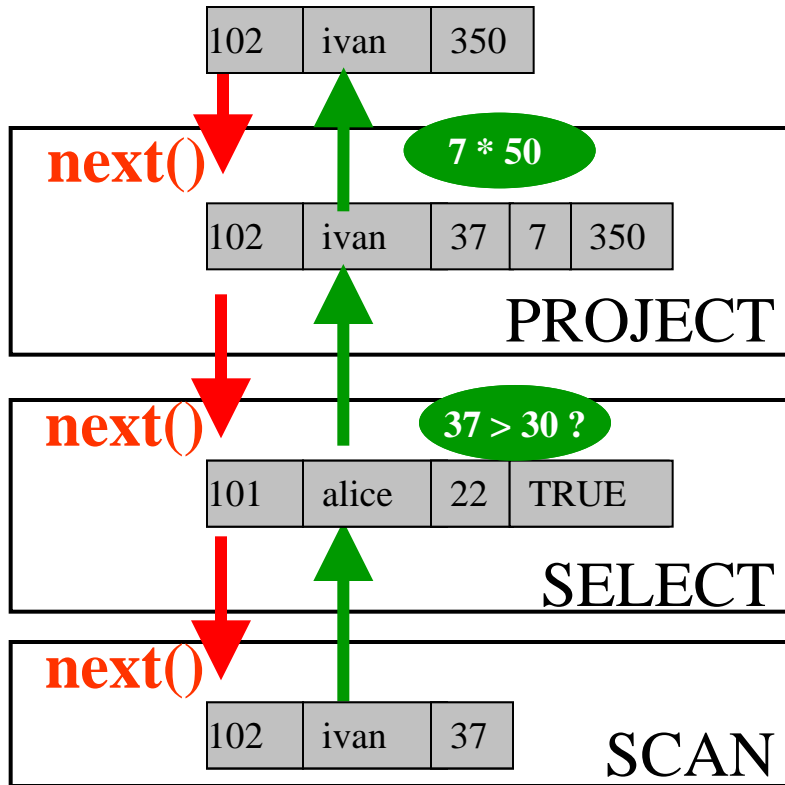 102 ivan 350
next() 7 * 50
102 ivan 37 7 350
PROJECT
next() 37 > 30 ?
101 alice 22 TRUE
SELECT
next()
102 ivan 37
SCAN